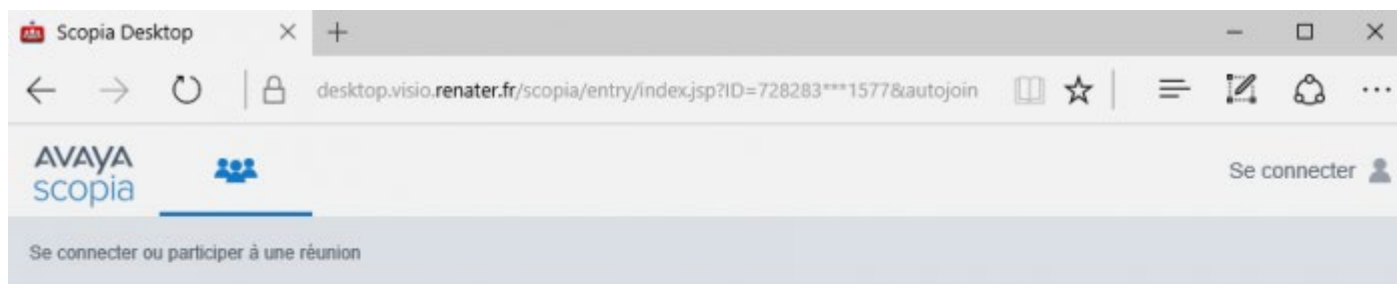 Scopia Desktop
desktop.visio.renater.fr/scopia/entry/index.jsp?ID=728283***1577&autojoin
AVAYA
scopia
Se connecter
Se connecter ou participer à une réunion